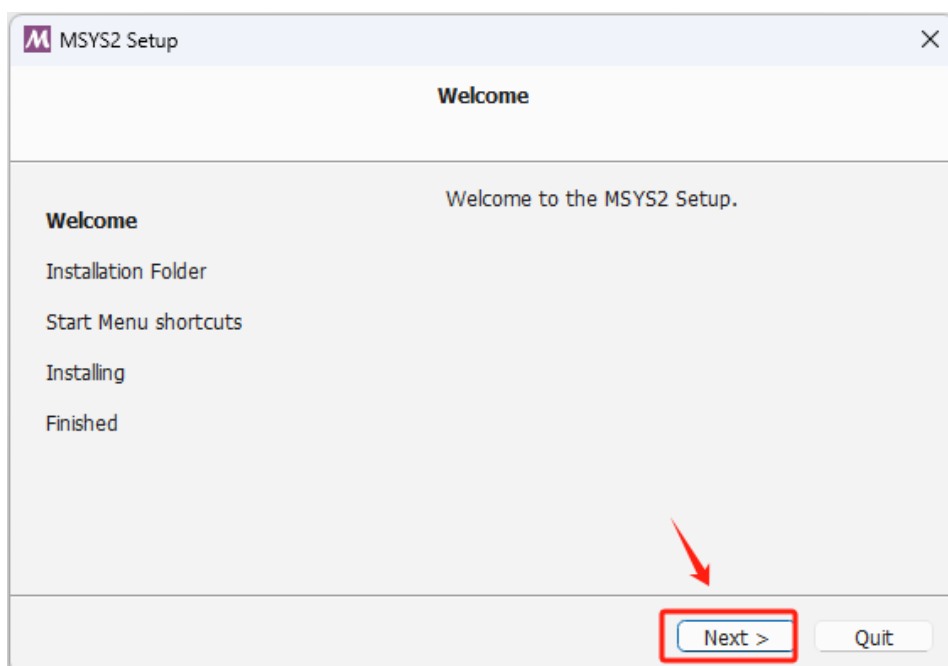 MSYS2 Setup
Welcome
Welcome to the MSYS2 Setup.
Welcome
Installation Folder
Start Menu shortcuts
Installing
Finished
Next >
Quit